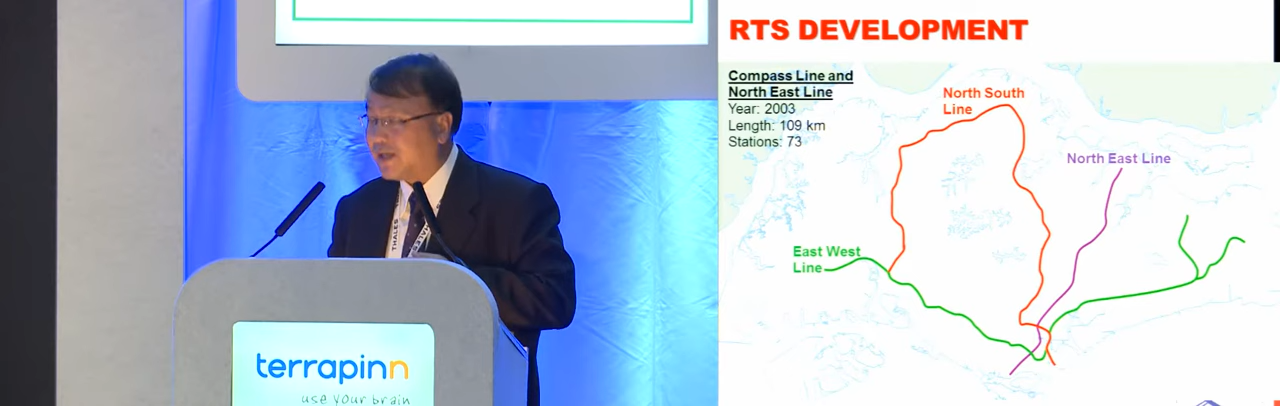 THALES
terrapinn
use your brain
RTS DEVELOPMENT
Compass Line and
North East Line
Year: 2003
Length: 109 km
Stations: 73
North South
Line
North East Line
East West
Line